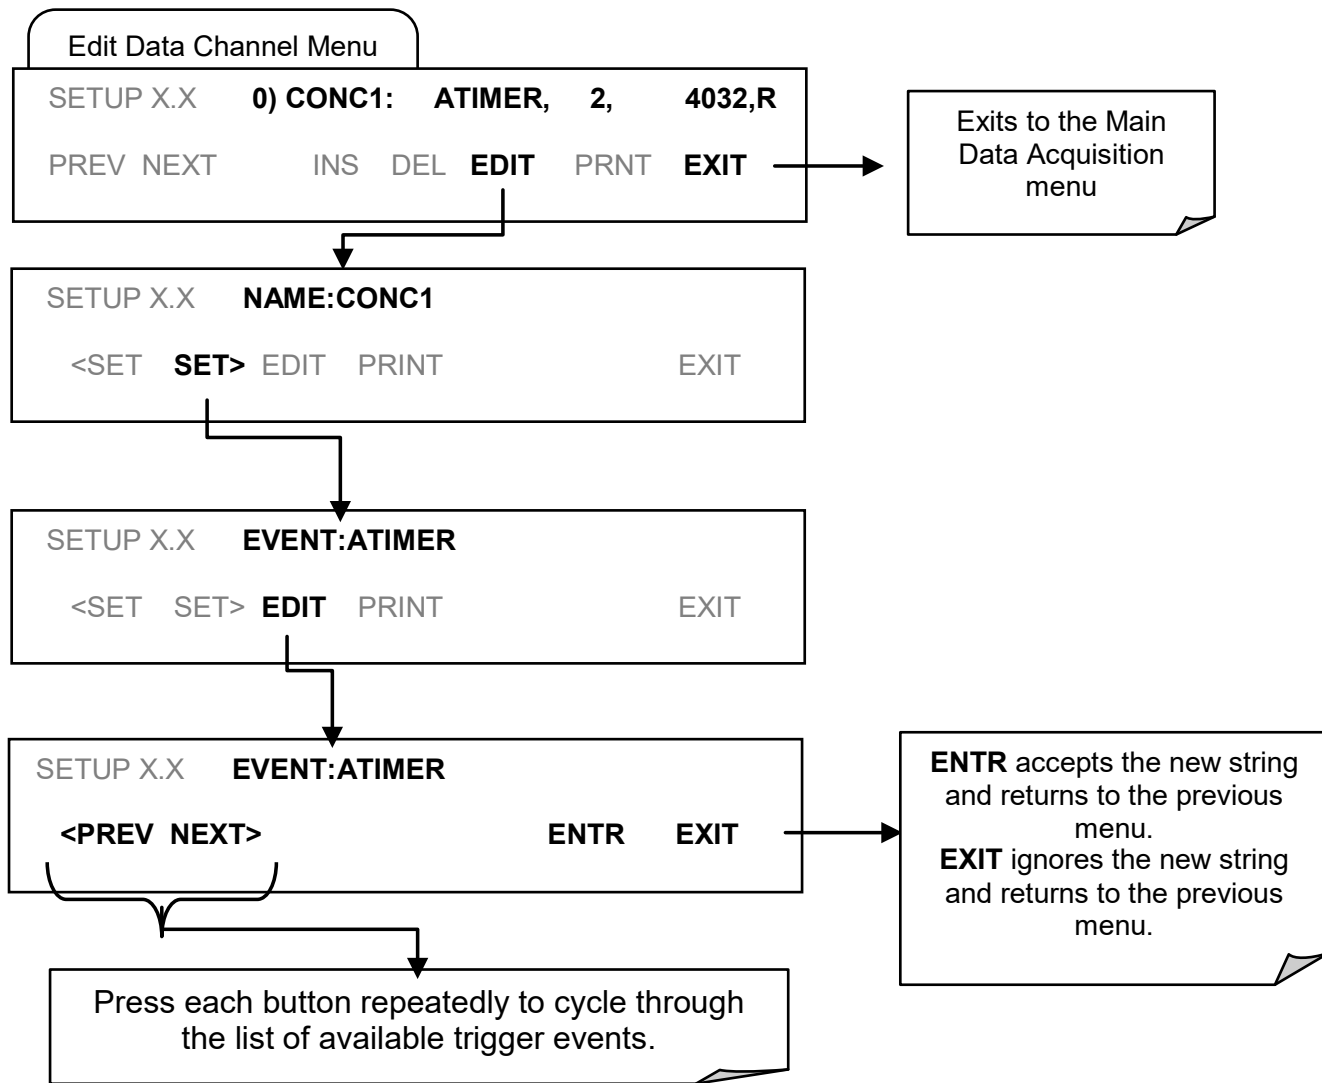 Edit Data Channel Menu
SETUP X.X 0) CONC1: ATIMER, 2, 4032,R
PREV NEXT INS DEL EDIT PRNT EXIT
Exits to the Main
Data Acquisition
menu
SETUP X.X NAME:CONC1
<SET SET> EDIT PRINT EXIT
SETUP X.X EVENT:ATIMER
<SET SET> EDIT PRINT EXIT
SETUP X.X EVENT:ATIMER
<PREV NEXT> ENTR EXIT
ENTR accepts the new string
and returns to the previous
menu.
EXIT ignores the new string
and returns to the previous
menu.
Press each button repeatedly to cycle through
the list of available trigger events.